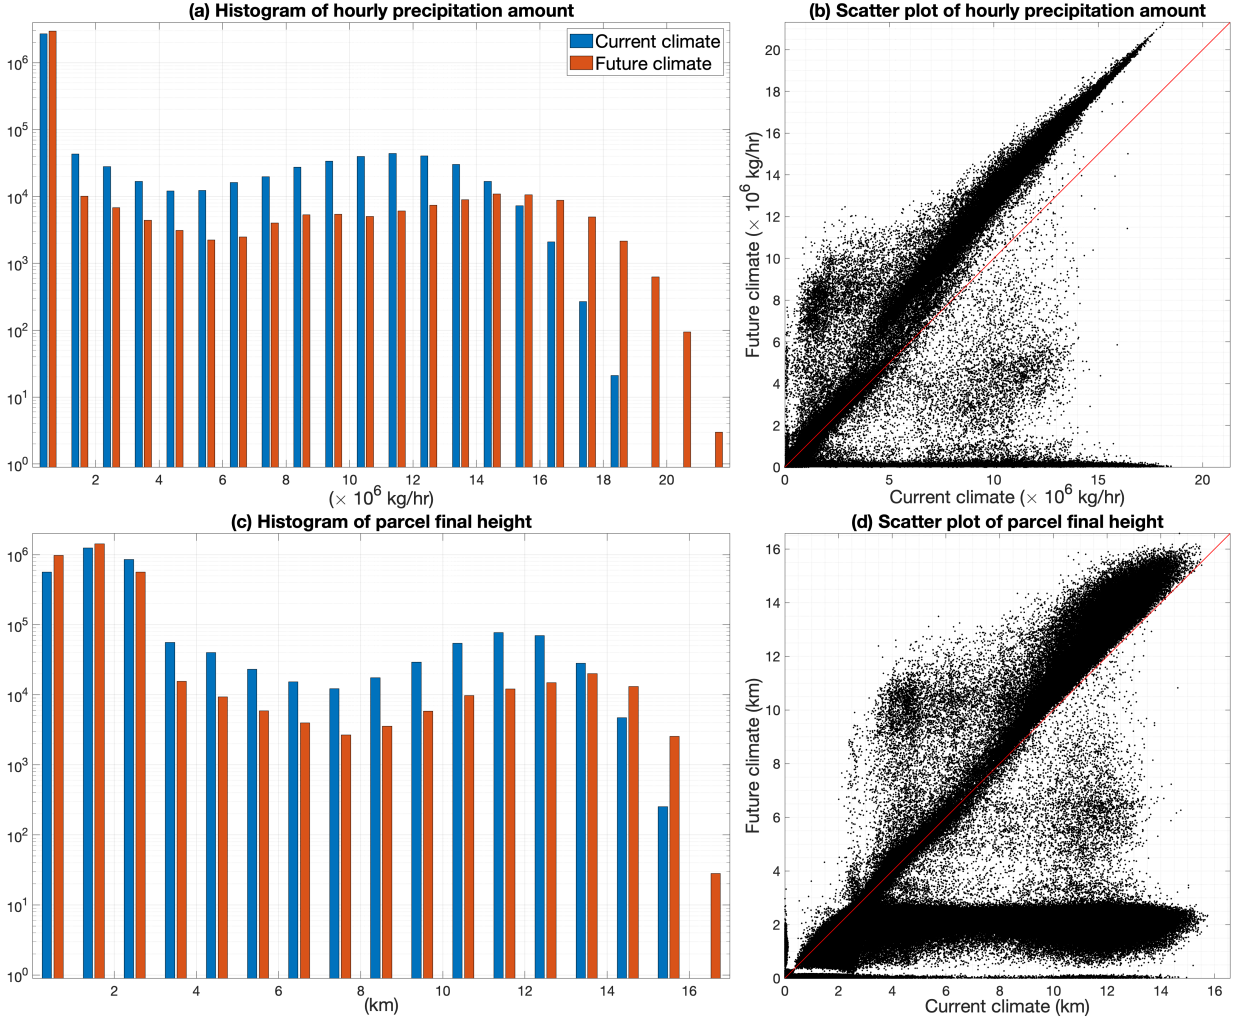 (a) Histogram of hourly precipitation amount
10^6
10^5
10^4
10^3
10^2
10^1
10^0
Current climate
Future climate
2 4 6 8 10 12 14 16 18 20
(× 10^6 kg/hr)
(b) Scatter plot of hourly precipitation amount
Future climate (× 10^6 kg/hr)
20
18
16
14
12
10
8
6
4
2
0
0 5 10 15 20
Current climate (× 10^6 kg/hr)
(c) Histogram of parcel final height
10^6
10^5
10^4
10^3
10^2
10^1
10^0
2 4 6 8 10 12 14 16
(km)
(d) Scatter plot of parcel final height
Future climate (km)
16
14
12
10
8
6
4
2
0
0 2 4 6 8 10 12 14 16
Current climate (km)